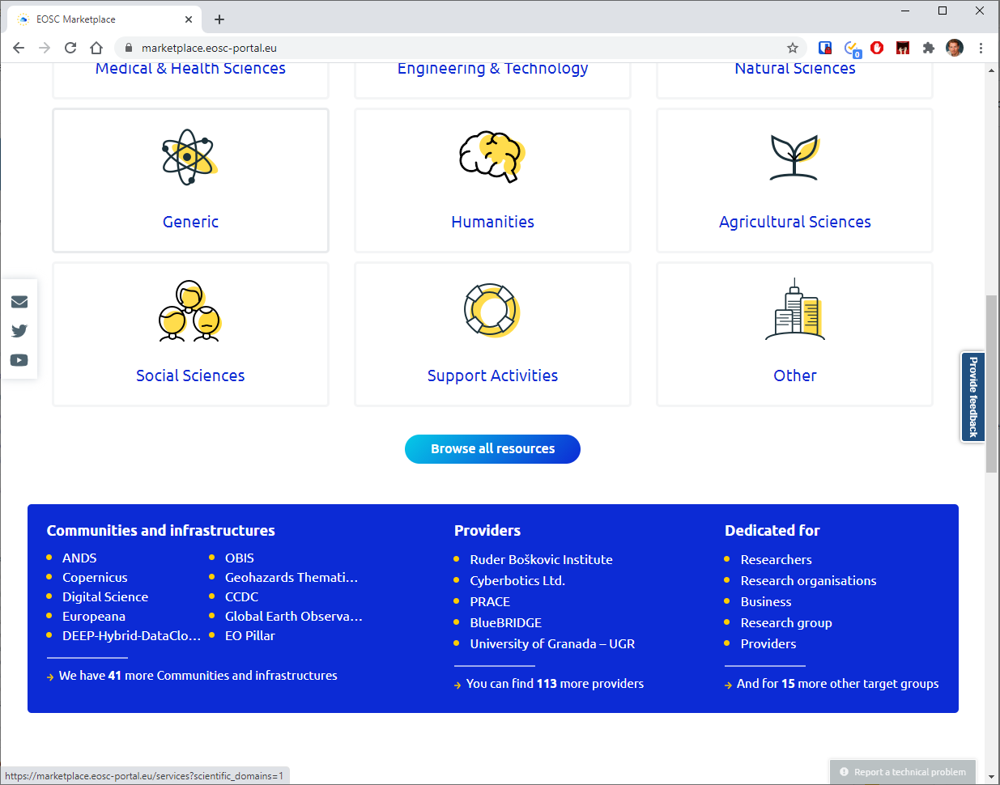 EOSC Marketplace
marketplace.eosc-portal.eu
0
Medical & Health Sciences
Engineering & Technology
Natural Sciences
Generic
Humanities
Agricultural Sciences
Social Sciences
Support Activities
Other
Provide feedback
Browse all resources
Communities and infrastructures
ANDS
Copernicus
Digital Science
Europeana
DEEP-Hybrid-DataClo...
OBIS
Geohazards Themati...
CCDC
Global Earth Observa...
EO Pillar
We have 41 more Communities and infrastructures
Providers
Ruder Boškovic Institute
Cyberbotics Ltd.
PRACE
BlueBRIDGE
University of Granada – UGR
You can find 113 more providers
Dedicated for
Researchers
Research organisations
Business
Research group
Providers
And for 15 more other target groups
https://marketplace.eosc-portal.eu/services?scientific_domains=1
Report a technical problem